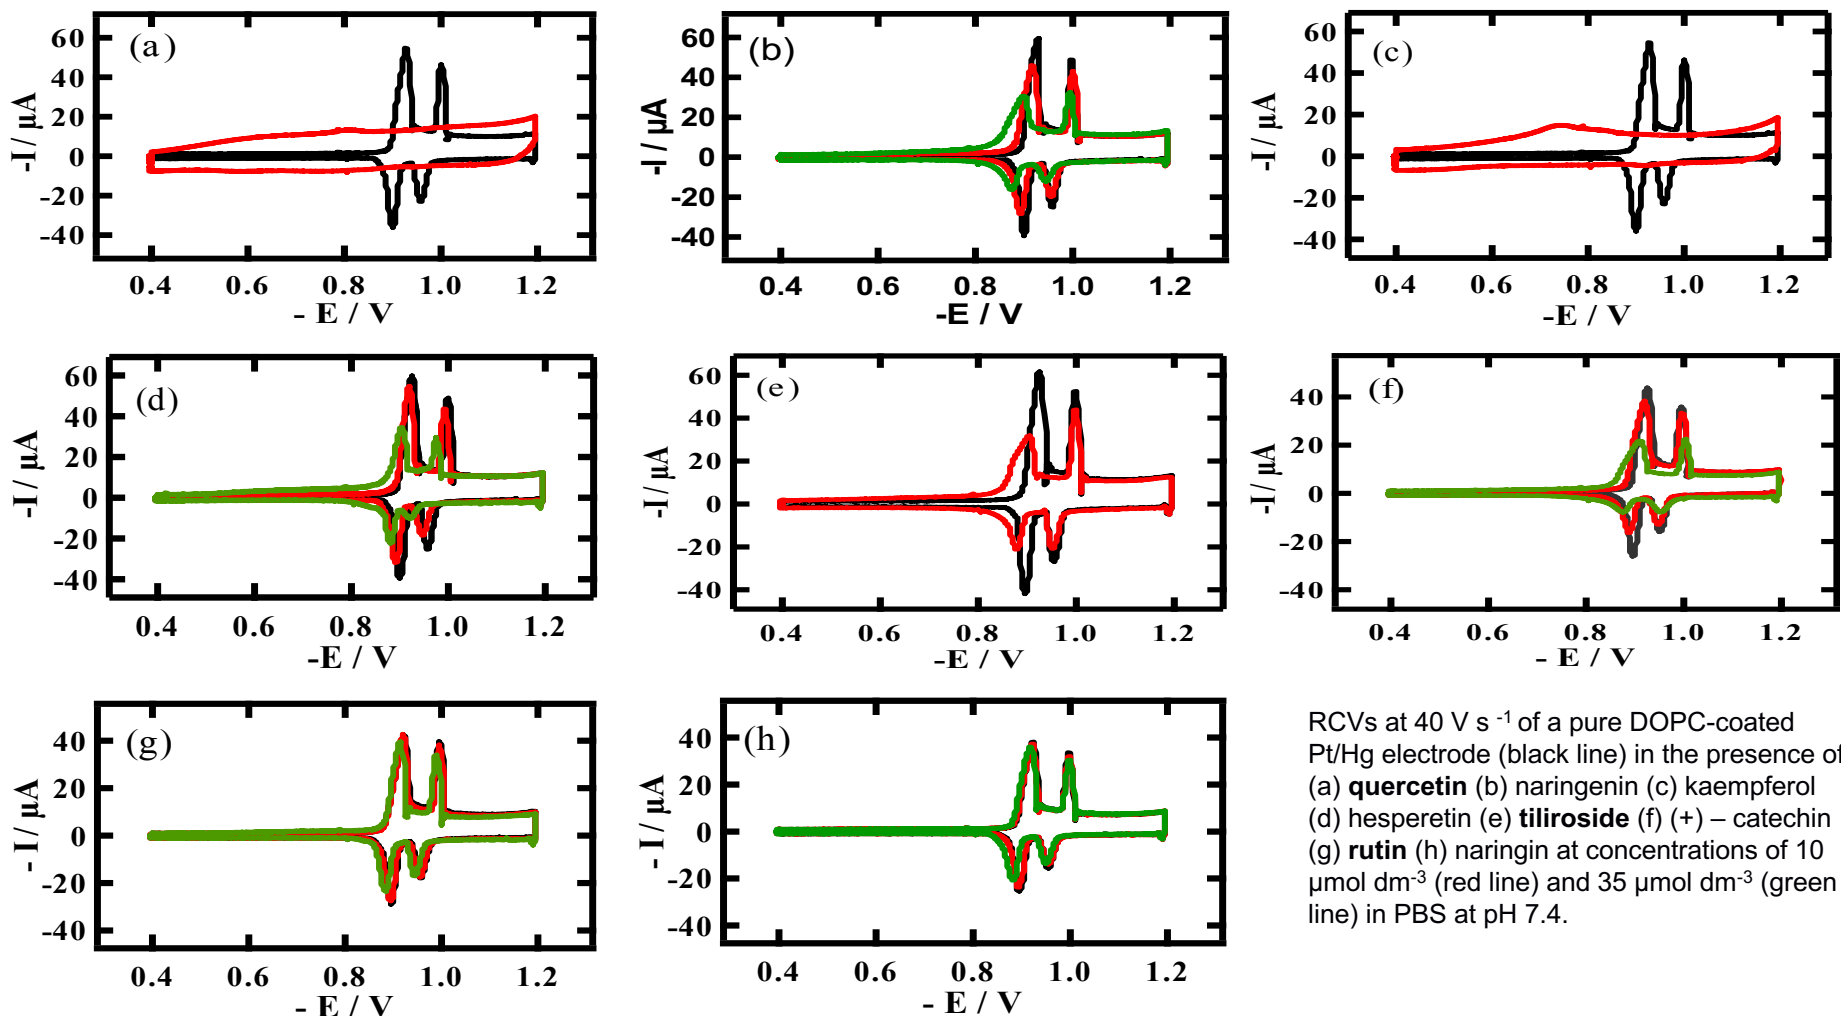 (a)
60
40
20
0
-20
-40
-I / µA
0.4 0.6 0.8 1.0 1.2
- E / V
(b)
60
40
20
0
-20
-40
-I / µA
0.4 0.6 0.8 1.0 1.2
-E / V
(c)
60
40
20
0
-20
-40
-I / µA
0.4 0.6 0.8 1.0 1.2
-E / V
(d)
60
40
20
0
-20
-40
-I / µA
0.4 0.6 0.8 1.0 1.2
-E / V
(e)
60
40
20
0
-20
-40
-I / µA
0.4 0.6 0.8 1.0 1.2
-E / V
(f)
40
20
0
-20
-40
-I / µA
0.4 0.6 0.8 1.0 1.2
- E / V
(g)
40
20
0
-20
-40
- I / µA
0.4 0.6 0.8 1.0 1.2
- E / V
(h)
40
20
0
-20
-40
- I / µA
0.4 0.6 0.8 1.0 1.2
- E / V
RCVs at 40 V s -1 of a pure DOPC-coated
Pt/Hg electrode (black line) in the presence of
(a) quercetin (b) naringenin (c) kaempferol
(d) hesperetin (e) tiliroside (f) (+) – catechin
(g) rutin (h) naringin at concentrations of 10
µmol dm-3 (red line) and 35 µmol dm-3 (green
line) in PBS at pH 7.4.